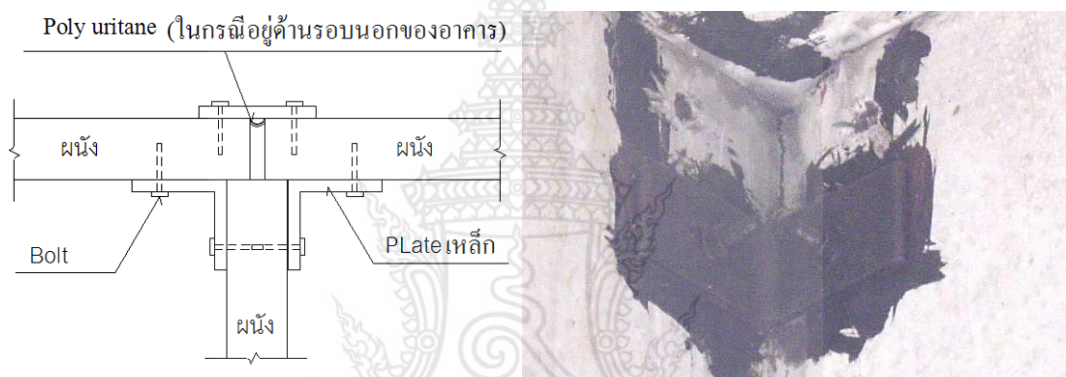 Poly uritane (ในกรณีอยู่ด้านรอบนอกของอาคาร)
ผนัง
ผนัง
Bolt
PLate เหล็ก
ผนัง